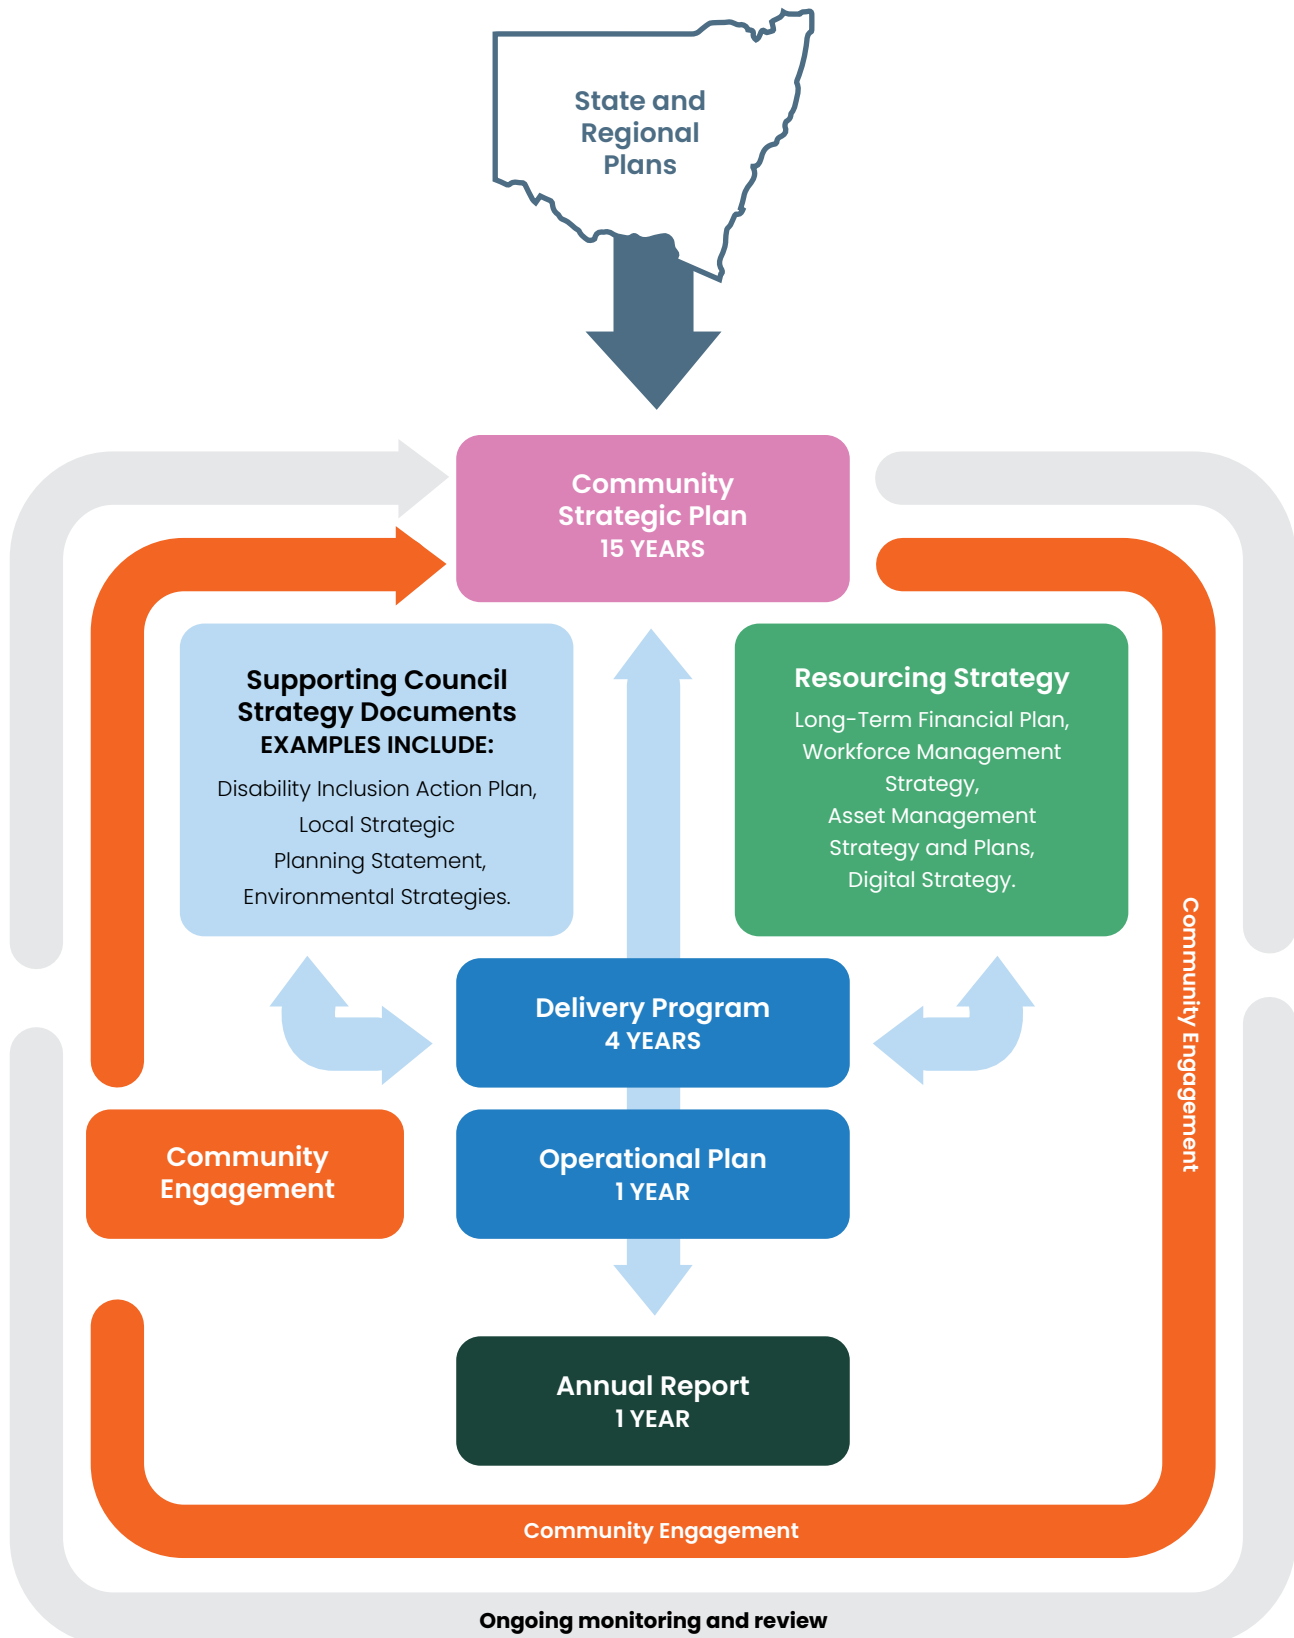 State and
Regional
Plans
Community
Strategic Plan
15 YEARS
Supporting Council
Strategy Documents
EXAMPLES INCLUDE:
Disability Inclusion Action Plan,
Local Strategic
Planning Statement,
Environmental Strategies.
Resourcing Strategy
Long-Term Financial Plan,
Workforce Management
Strategy,
Asset Management
Strategy and Plans,
Digital Strategy.
Delivery Program
4 YEARS
Community
Engagement
Operational Plan
1 YEAR
Community Engagement
Annual Report
1 YEAR
Community Engagement
Ongoing monitoring and review